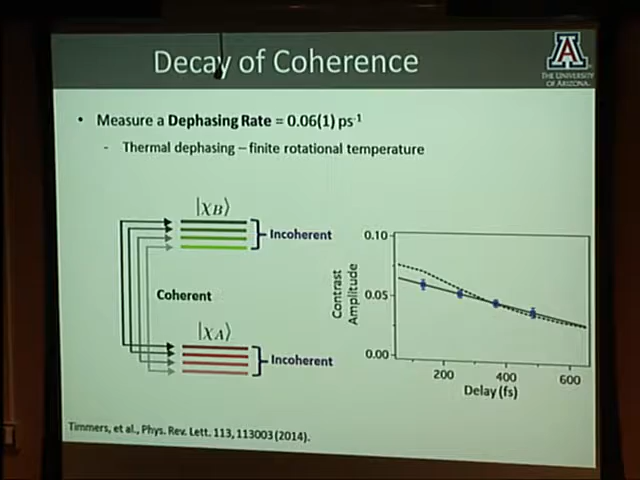 Decay of Coherence
A
THE UNIVERSITY
OF ARIZONA.
• Measure a Dephasing Rate = 0.06(1) ps⁻¹
- Thermal dephasing – finite rotational temperature
|χB⟩
Incoherent
Coherent
|χA⟩
Incoherent
Contrast
Amplitude
0.10
0.05
0.00
200 400 600
Delay (fs)
Timmers, et al., Phys. Rev. Lett. 113, 113003 (2014).